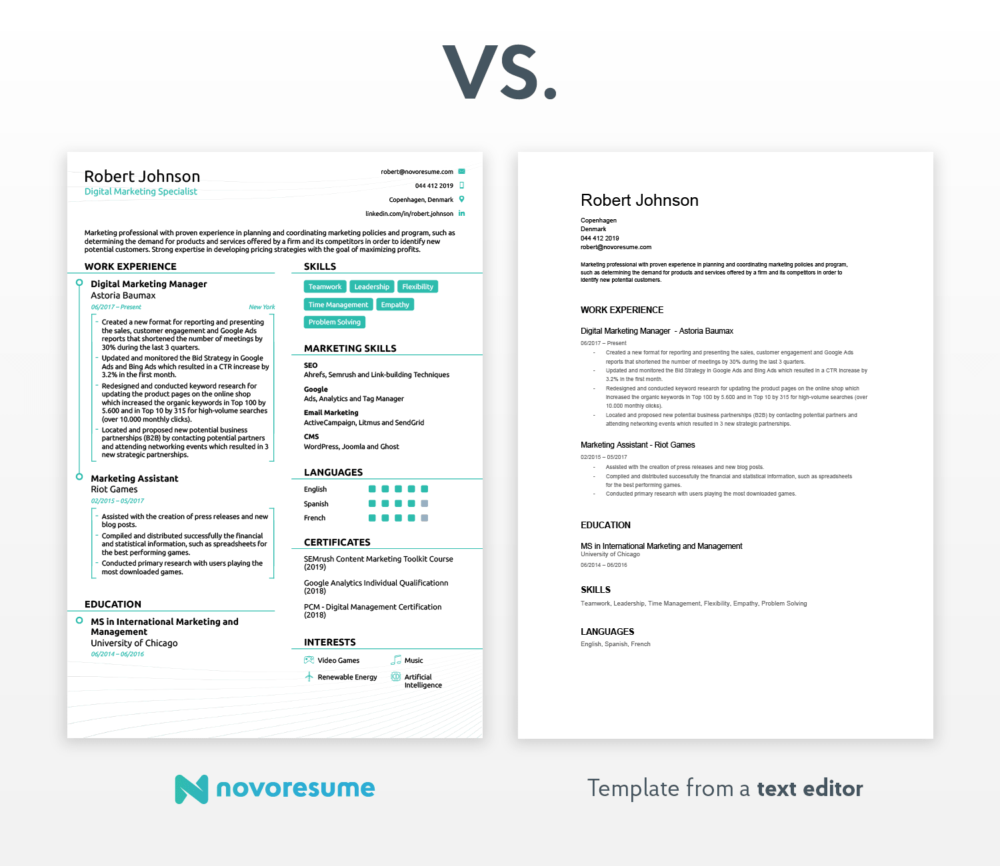 VS.
Robert Johnson
Digital Marketing Specialist
robert@novoresume.com
044 412 2019
Copenhagen, Denmark
linkedin.com/in/robert.johnson
Marketing professional with proven experience in planning and coordinating marketing policies and program, such as
determining the demand for products and services offered by a firm and its competitors in order to identify new
potential customers. Strong expertise in developing pricing strategies with the goal of maximizing profits.
WORK EXPERIENCE
Digital Marketing Manager
Astoria Baumax
06/2017 – Present
New York
- Created a new format for reporting and presenting
the sales, customer engagement and Google Ads
reports that shortened the number of meetings by
30% during the last 3 quarters.
- Updated and monitored the Bid Strategy in Google
Ads and Bing Ads which resulted in a CTR increase by
3.2% in the first month.
- Redesigned and conducted keyword research for
updating the product pages on the online shop
which increased the organic keywords in Top 100 by
5.600 and in Top 10 by 315 for high-volume searches
(over 10.000 monthly clicks).
- Located and proposed new potential business
partnerships (B2B) by contacting potential partners
and attending networking events which resulted in 3
new strategic partnerships.
Marketing Assistant
Riot Games
02/2015 – 05/2017
- Assisted with the creation of press releases and new
blog posts.
- Compiled and distributed successfully the financial
and statistical information, such as spreadsheets for
the best performing games.
- Conducted primary research with users playing the
most downloaded games.
EDUCATION
MS in International Marketing and
Management
University of Chicago
06/2014 – 06/2016
SKILLS
Teamwork
Leadership
Flexibility
Time Management
Empathy
Problem Solving
MARKETING SKILLS
SEO
Ahrefs, Semrush and Link-building Techniques
Google
Ads, Analytics and Tag Manager
Email Marketing
ActiveCampaign, Litmus and SendGrid
CMS
WordPress, Joomla and Ghost
LANGUAGES
English
Spanish
French
CERTIFICATES
SEMrush Content Marketing Toolkit Course
(2019)
Google Analytics Individual Qualificationn
(2018)
PCM - Digital Management Certification
(2018)
INTERESTS
Video Games
Music
Renewable Energy
Artificial
Intelligence
novoresume
Robert Johnson
Copenhagen
Denmark
044 412 2019
robert@novoresume.com
Marketing professional with proven experience in planning and coordinating marketing policies and program,
such as determining the demand for products and services offered by a firm and its competitors in order to
identify new potential customers.
WORK EXPERIENCE
Digital Marketing Manager - Astoria Baumax
06/2017 – Present
- Created a new format for reporting and presenting the sales, customer engagement and Google Ads
reports that shortened the number of meetings by 30% during the last 3 quarters.
- Updated and monitored the Bid Strategy in Google Ads and Bing Ads which resulted in a CTR increase by
3.2% in the first month.
- Redesigned and conducted keyword research for updating the product pages on the online shop which
increased the organic keywords in Top 100 by 5.600 and in Top 10 by 315 for high-volume searches (over
10.000 monthly clicks).
- Located and proposed new potential business partnerships (B2B) by contacting potential partners and
attending networking events which resulted in 3 new strategic partnerships.
Marketing Assistant - Riot Games
02/2015 – 05/2017
- Assisted with the creation of press releases and new blog posts.
- Compiled and distributed successfully the financial and statistical information, such as spreadsheets
for the best performing games.
- Conducted primary research with users playing the most downloaded games.
EDUCATION
MS in International Marketing and Management
University of Chicago
06/2014 – 06/2016
SKILLS
Teamwork, Leadership, Time Management, Flexibility, Empathy, Problem Solving
LANGUAGES
English, Spanish, French
Template from a text editor